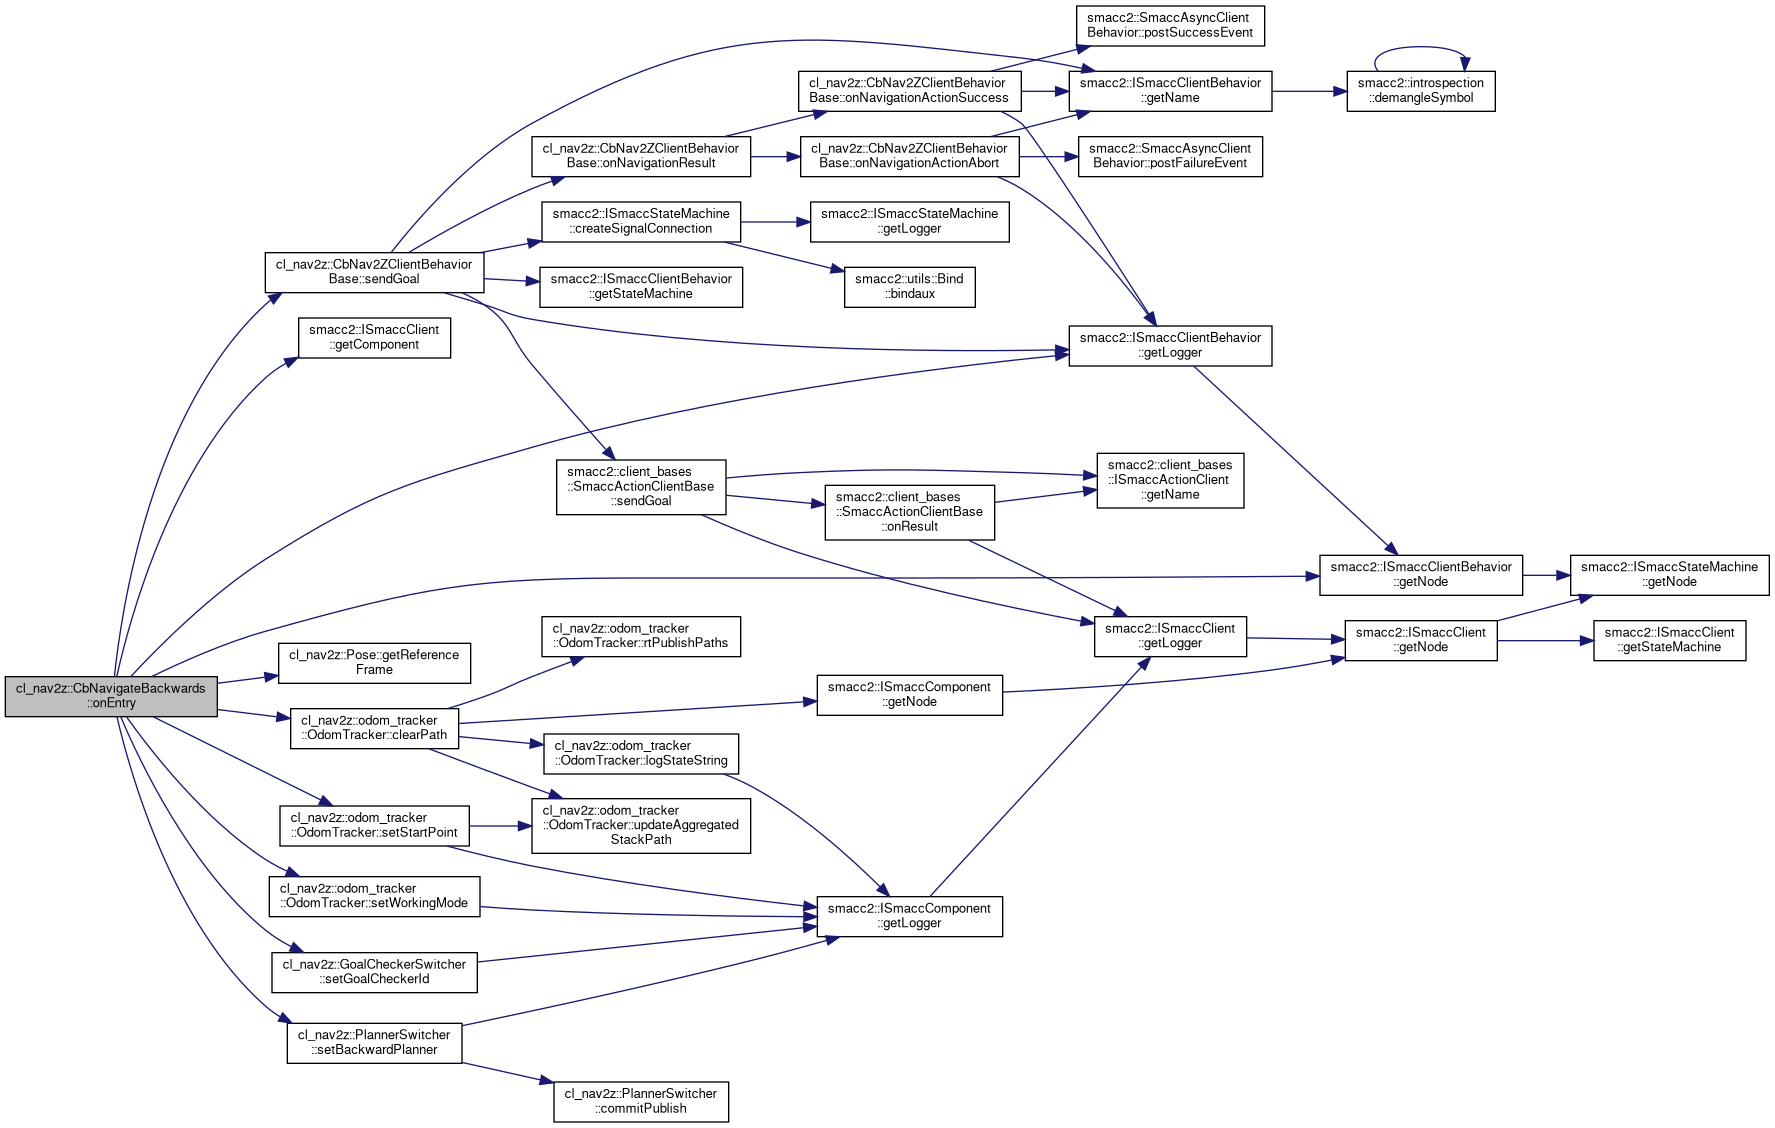 smacc2::SmaccAsyncClient
Behavior::postSuccessEvent
cl_nav2z::CbNav2ZClientBehavior
Base::onNavigationActionSuccess
smacc2::ISmaccClientBehavior
::getName
smacc2::introspection
::demangleSymbol
cl_nav2z::CbNav2ZClientBehavior
Base::onNavigationResult
cl_nav2z::CbNav2ZClientBehavior
Base::onNavigationActionAbort
smacc2::SmaccAsyncClient
Behavior::postFailureEvent
smacc2::ISmaccStateMachine
::createSignalConnection
smacc2::ISmaccStateMachine
::getLogger
cl_nav2z::CbNav2ZClientBehavior
Base::sendGoal
smacc2::ISmaccClientBehavior
::getStateMachine
smacc2::utils::Bind
::bindaux
smacc2::ISmaccClient
::getComponent
smacc2::ISmaccClientBehavior
::getLogger
smacc2::client_bases
::SmaccActionClientBase
::sendGoal
smacc2::client_bases
::ISmaccActionClient
::getName
smacc2::client_bases
::SmaccActionClientBase
::onResult
smacc2::ISmaccClientBehavior
::getNode
smacc2::ISmaccStateMachine
::getNode
cl_nav2z::odom_tracker
::OdomTracker::rtPublishPaths
smacc2::ISmaccClient
::getLogger
smacc2::ISmaccClient
::getNode
smacc2::ISmaccClient
::getStateMachine
cl_nav2z::Pose::getReference
Frame
cl_nav2z::CbNavigateBackwards
::onEntry
smacc2::ISmaccComponent
::getNode
cl_nav2z::odom_tracker
::OdomTracker::clearPath
cl_nav2z::odom_tracker
::OdomTracker::logStateString
cl_nav2z::odom_tracker
::OdomTracker::setStartPoint
cl_nav2z::odom_tracker
::OdomTracker::updateAggregated
StackPath
cl_nav2z::odom_tracker
::OdomTracker::setWorkingMode
smacc2::ISmaccComponent
::getLogger
cl_nav2z::GoalCheckerSwitcher
::setGoalCheckerId
cl_nav2z::PlannerSwitcher
::setBackwardPlanner
cl_nav2z::PlannerSwitcher
::commitPublish